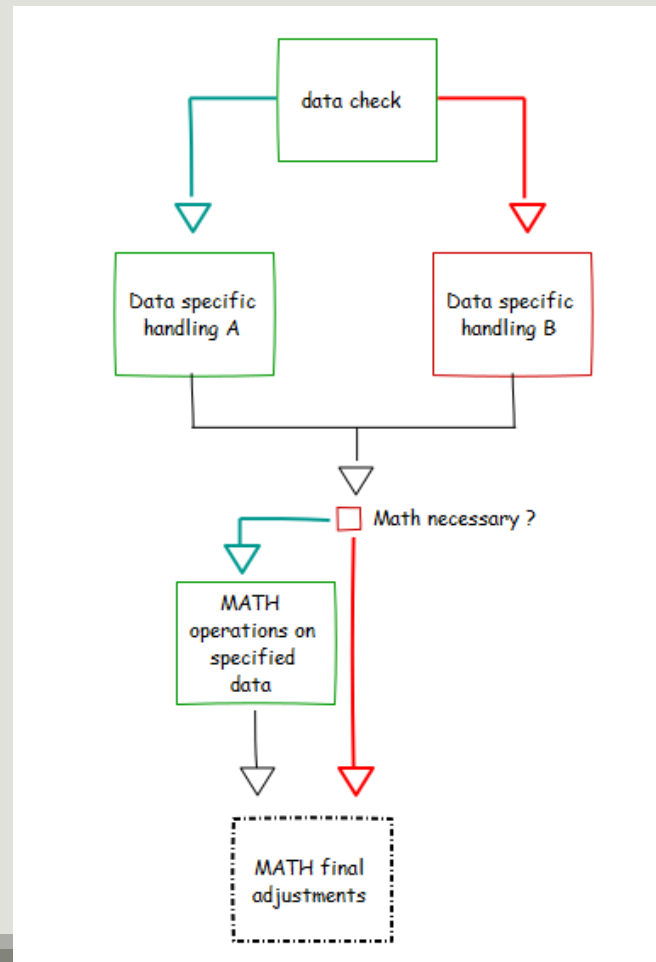 data check
Data specific
handling A
Data specific
handling B
Math necessary ?
MATH
operations on
specified
data
MATH final
adjustments